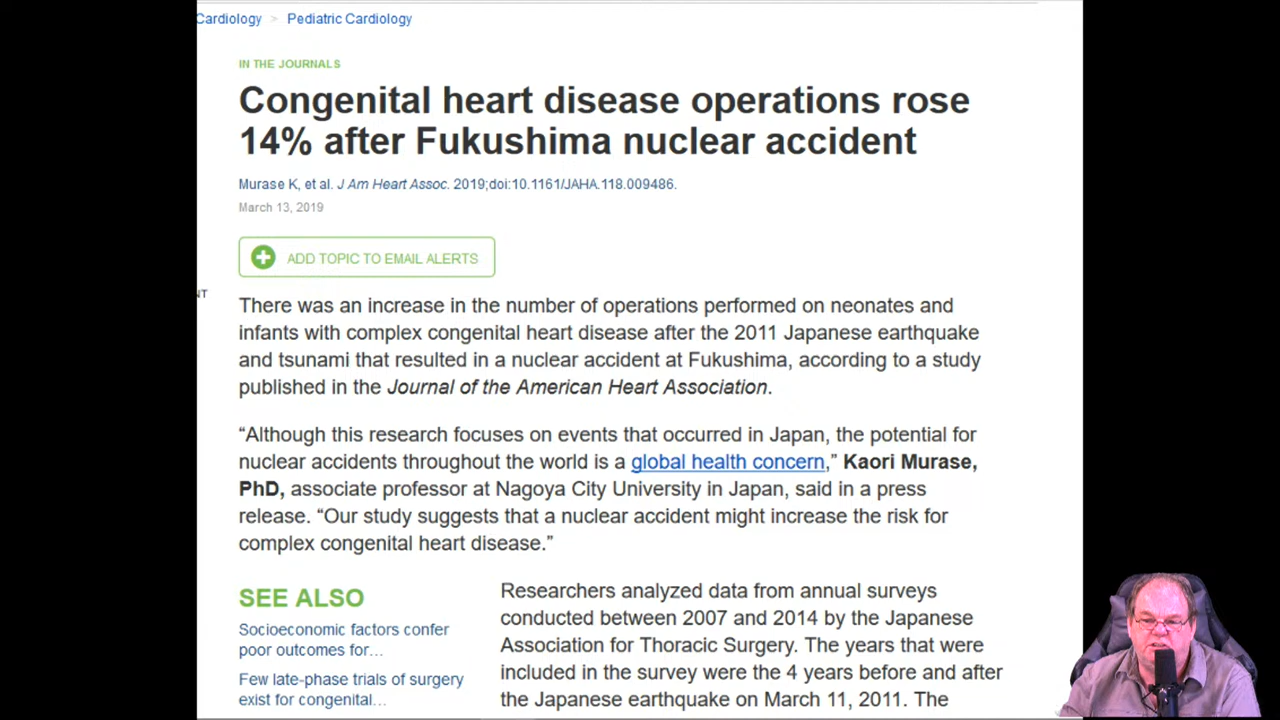 Cardiology > Pediatric Cardiology
IN THE JOURNALS
Congenital heart disease operations rose
14% after Fukushima nuclear accident
Murase K, et al. J Am Heart Assoc. 2019;doi:10.1161/JAHA.118.009486.
March 13, 2019
ADD TOPIC TO EMAIL ALERTS
NT
There was an increase in the number of operations performed on neonates and
infants with complex congenital heart disease after the 2011 Japanese earthquake
and tsunami that resulted in a nuclear accident at Fukushima, according to a study
published in the Journal of the American Heart Association.
“Although this research focuses on events that occurred in Japan, the potential for
nuclear accidents throughout the world is a global health concern,” Kaori Murase,
PhD, associate professor at Nagoya City University in Japan, said in a press
release. “Our study suggests that a nuclear accident might increase the risk for
complex congenital heart disease.”
SEE ALSO
Socioeconomic factors confer
poor outcomes for...
Few late-phase trials of surgery
exist for congenital...
Researchers analyzed data from annual surveys
conducted between 2007 and 2014 by the Japanese
Association for Thoracic Surgery. The years that were
included in the survey were the 4 years before and after
the Japanese earthquake on March 11, 2011. The